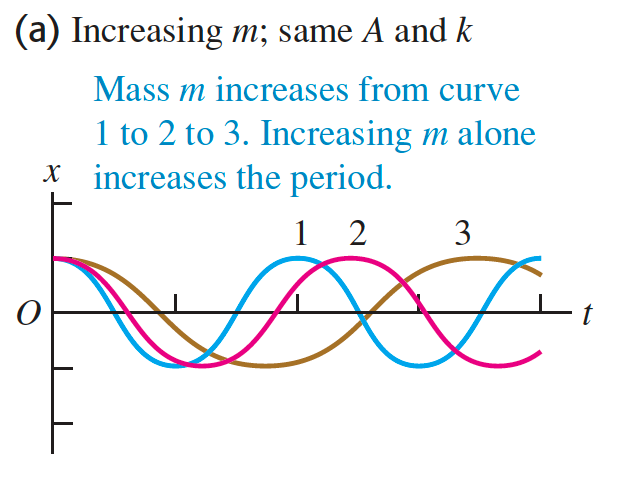 (a) Increasing m; same A and k
Mass m increases from curve
1 to 2 to 3. Increasing m alone
increases the period.
x
1 2 3
O
t